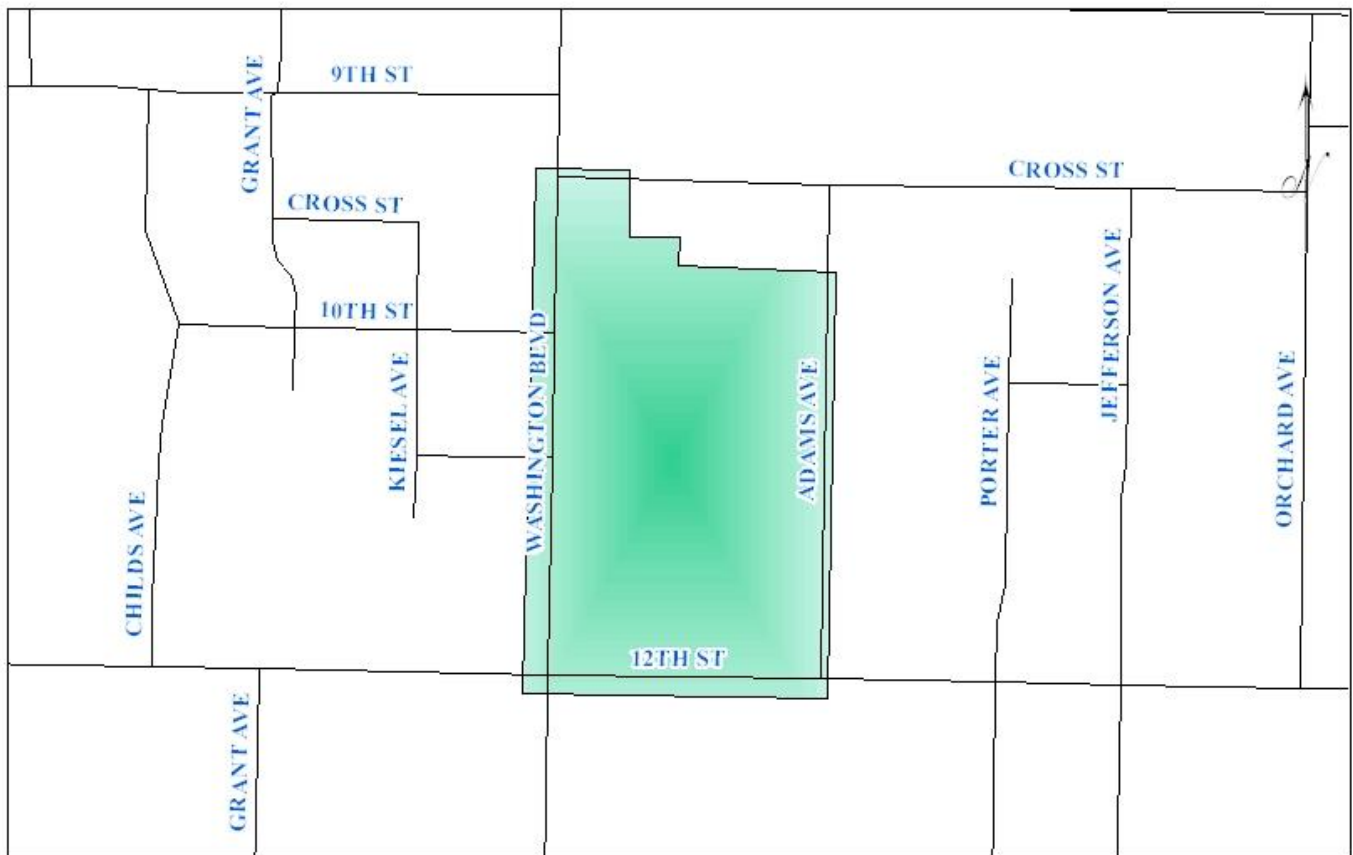 9TH ST
GRANT AVE
CROSS ST
CROSS ST
N
10TH ST
WASHINGTON BLVD
JEFFERSON AVE
KIESEL AVE
ADAMS AVE
PORTER AVE
ORCHARD AVE
CHILDS AVE
12TH ST
GRANT AVE